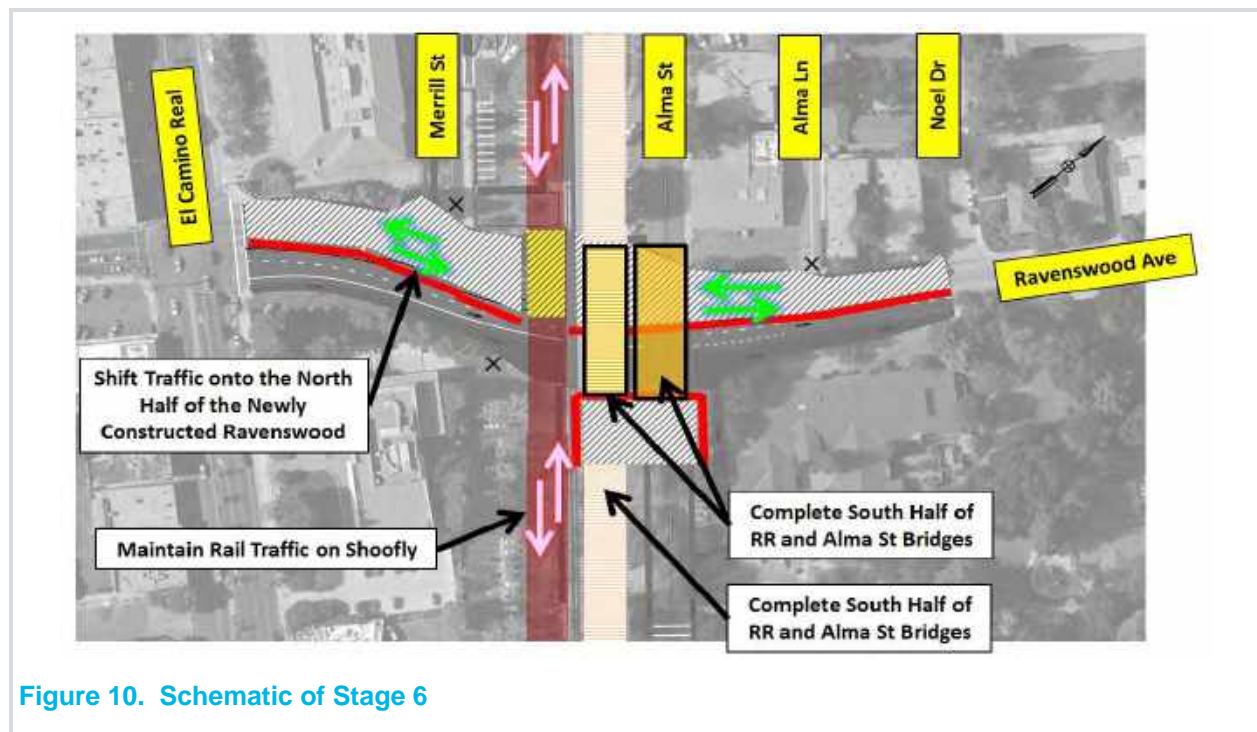 El Camino Real
Merrill St
Alma St
Alma Ln
Noel Dr
Ravenswood Ave
Shift Traffic onto the North
Half of the Newly
Constructed Ravenswood
Maintain Rail Traffic on Shoofly
Complete South Half of
RR and Alma St Bridges
Complete South Half of
RR and Alma St Bridges
Figure 10. Schematic of Stage 6